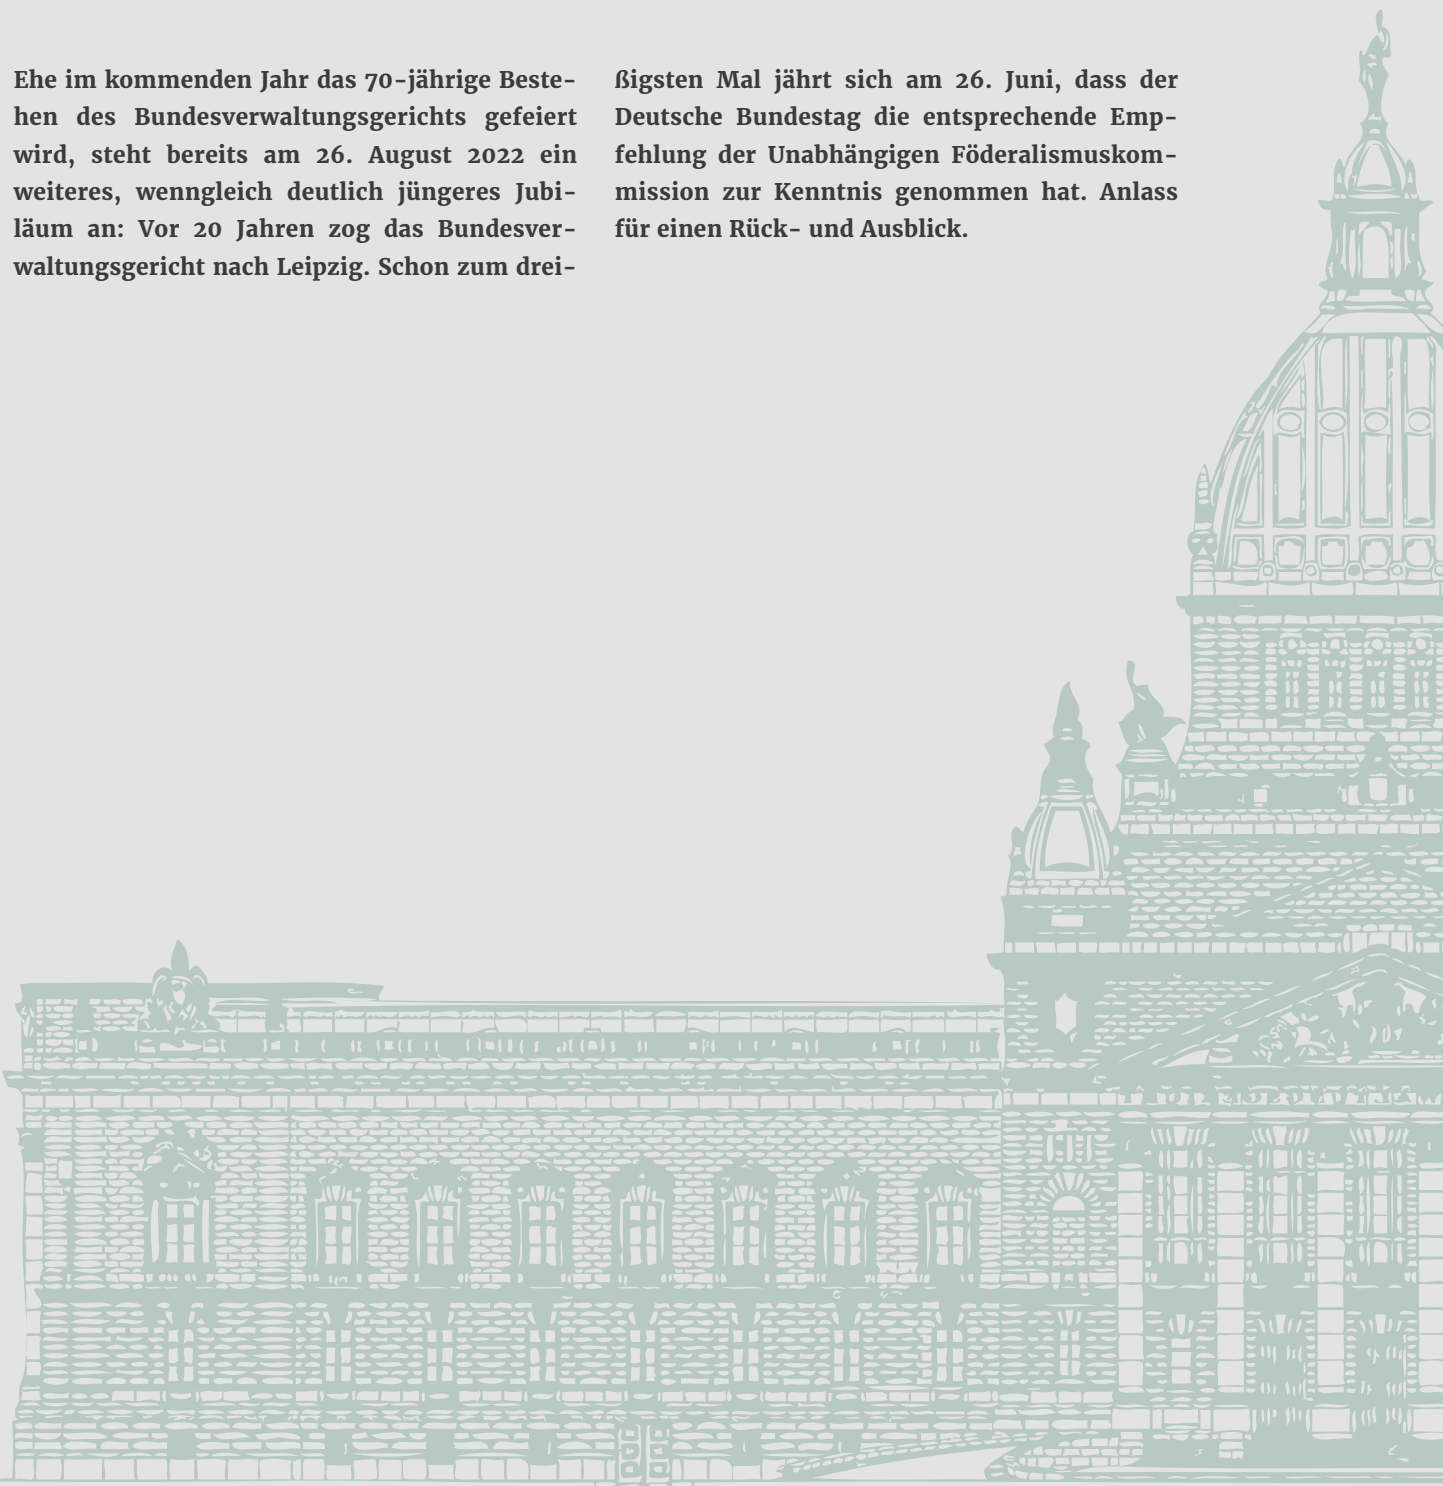 Ehe im kommenden Jahr das 70-jährige Beste-
hen des Bundesverwaltungsgerichts gefeiert
wird, steht bereits am 26. August 2022 ein
weiteres, wenngleich deutlich jüngeres Jubi-
läum an: Vor 20 Jahren zog das Bundesver-
waltungsgericht nach Leipzig. Schon zum drei-
ßigsten Mal jährt sich am 26. Juni, dass der
Deutsche Bundestag die entsprechende Emp-
fehlung der Unabhängigen Föderalismuskom-
mission zur Kenntnis genommen hat. Anlass
für einen Rück- und Ausblick.